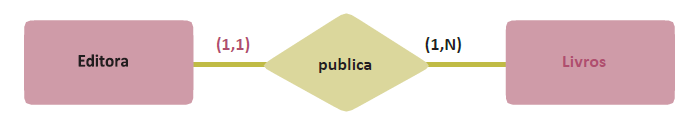 Editora
(1,1)
publica
(1,N)
Livros